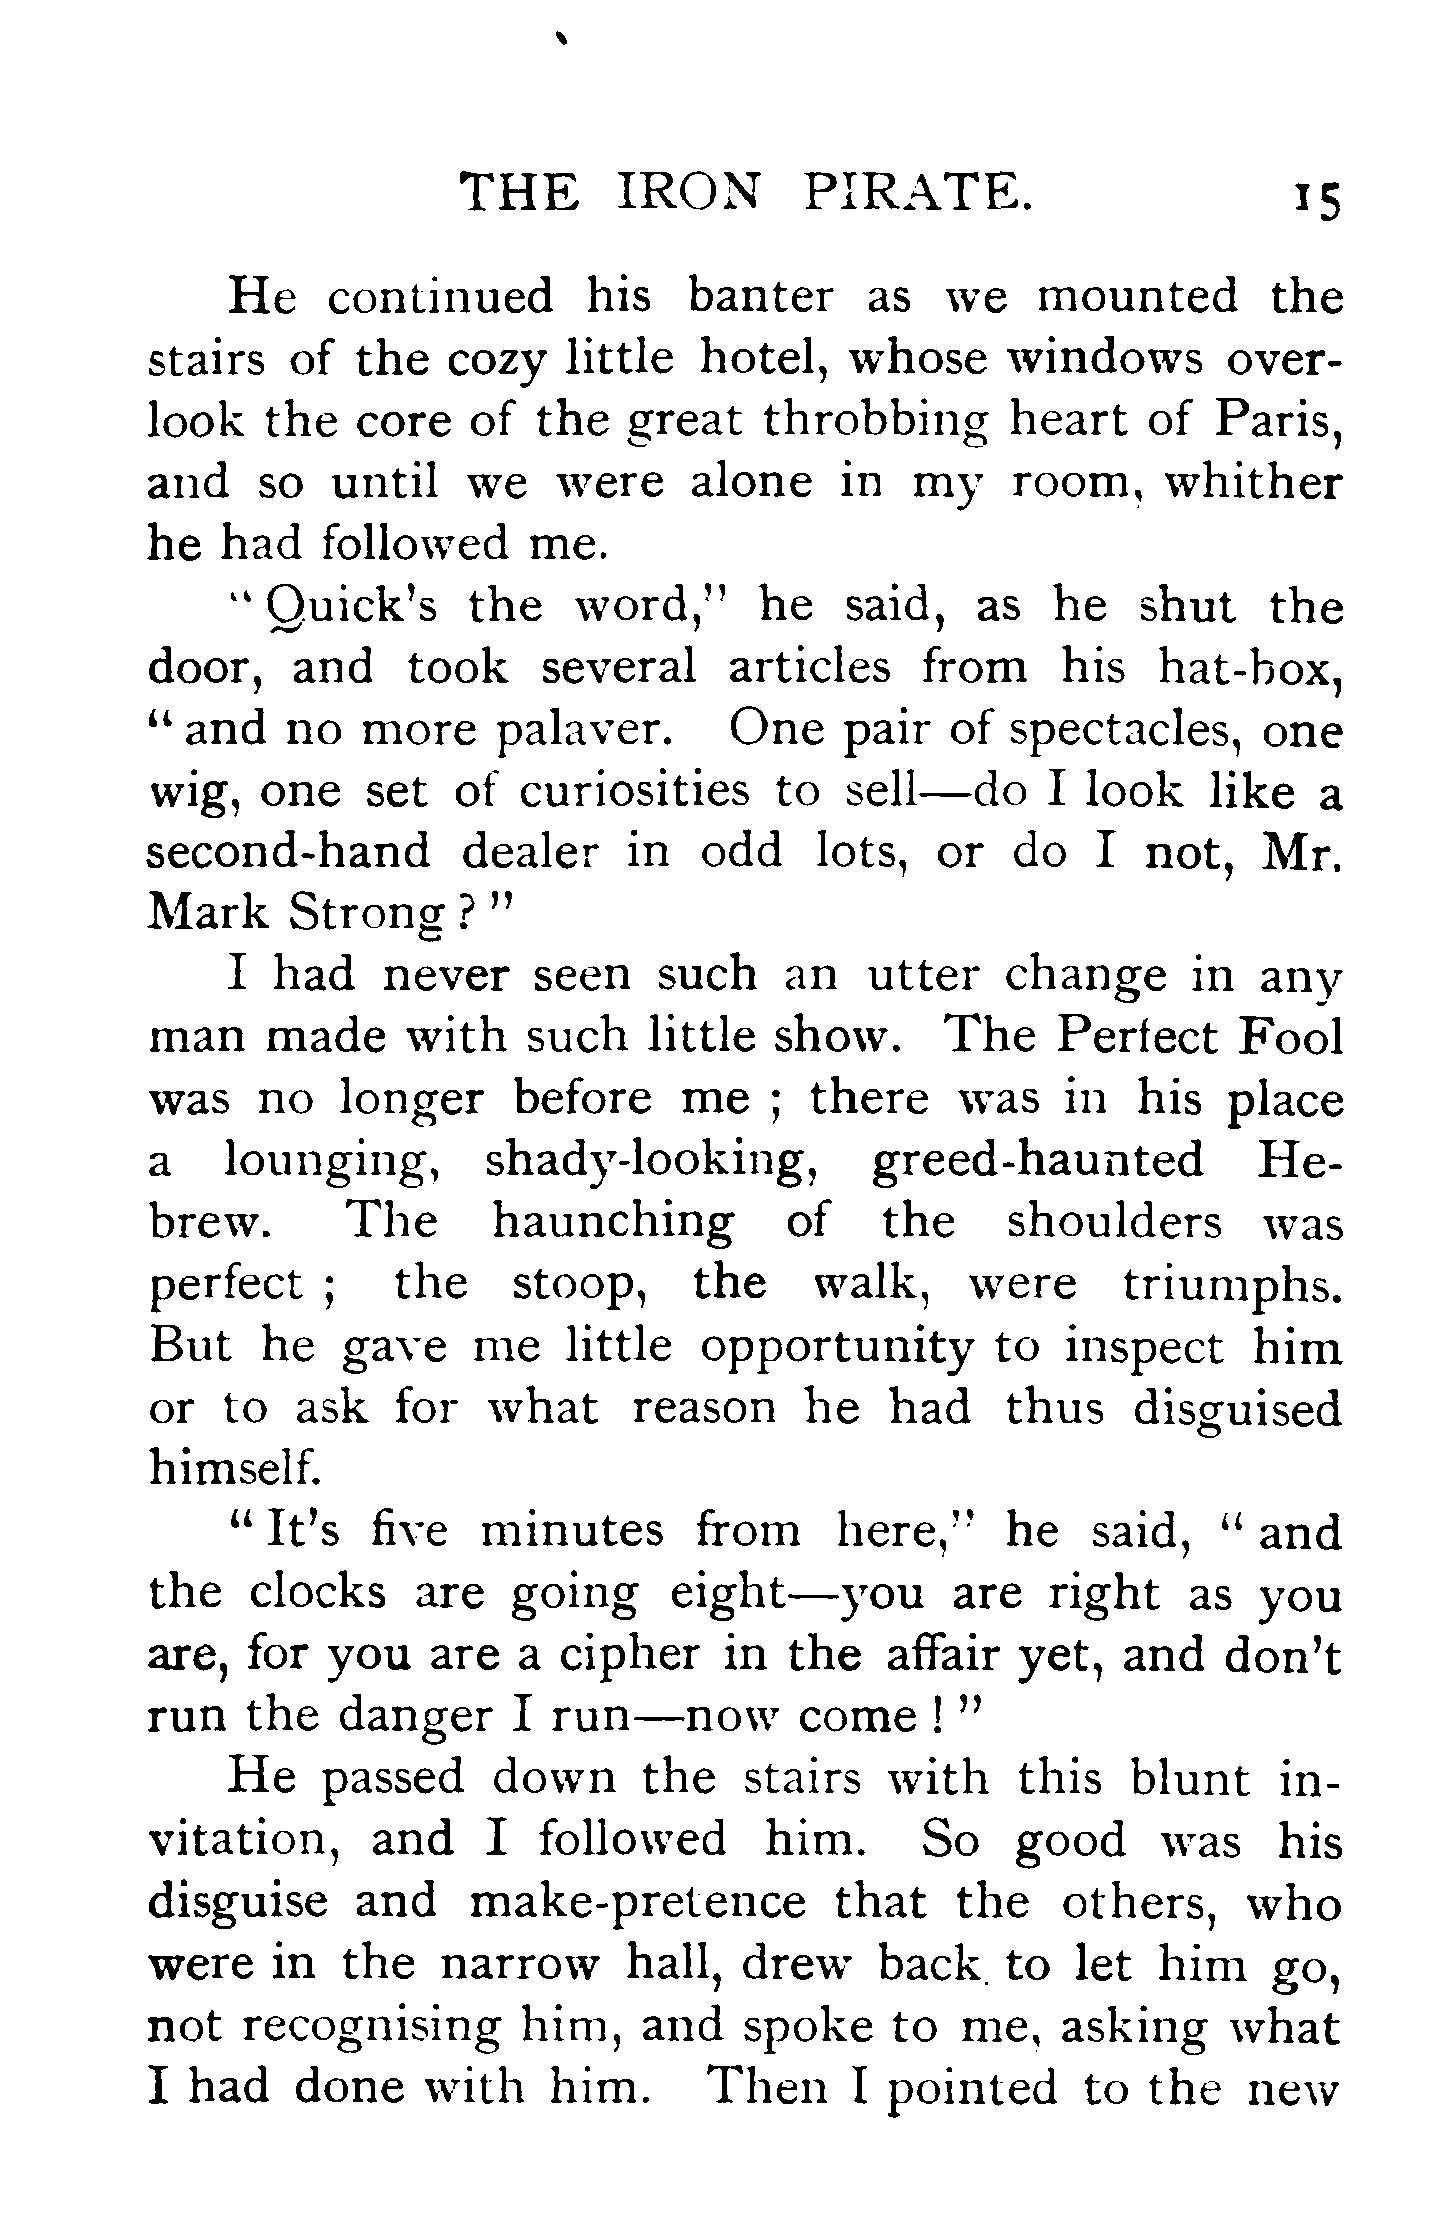 THE IRON PIRATE. 15
He continued his banter as we mounted the
stairs of the cozy little hotel, whose windows over-
look the core of the great throbbing heart of Paris,
and so until we were alone in my room, whither
he had followed me.
“ Quick’s the word,” he said, as he shut the
door, and took several articles from his hat-box,
“ and no more palaver. One pair of spectacles, one
wig, one set of curiosities to sell—do I look like a
second-hand dealer in odd lots, or do I not, Mr.
Mark Strong ? ”
I had never seen such an utter change in any
man made with such little show. The Perfect Fool
was no longer before me ; there was in his place
a lounging, shady-looking, greed-haunted He-
brew. The haunching of the shoulders was
perfect ; the stoop, the walk, were triumphs.
But he gave me little opportunity to inspect him
or to ask for what reason he had thus disguised
himself.
“ It’s five minutes from here,” he said, “ and
the clocks are going eight—you are right as you
are, for you are a cipher in the affair yet, and don’t
run the danger I run—now come ! ”
He passed down the stairs with this blunt in-
vitation, and I followed him. So good was his
disguise and make-pretence that the others, who
were in the narrow hall, drew back to let him go,
not recognising him, and spoke to me, asking what
I had done with him. Then I pointed to the new